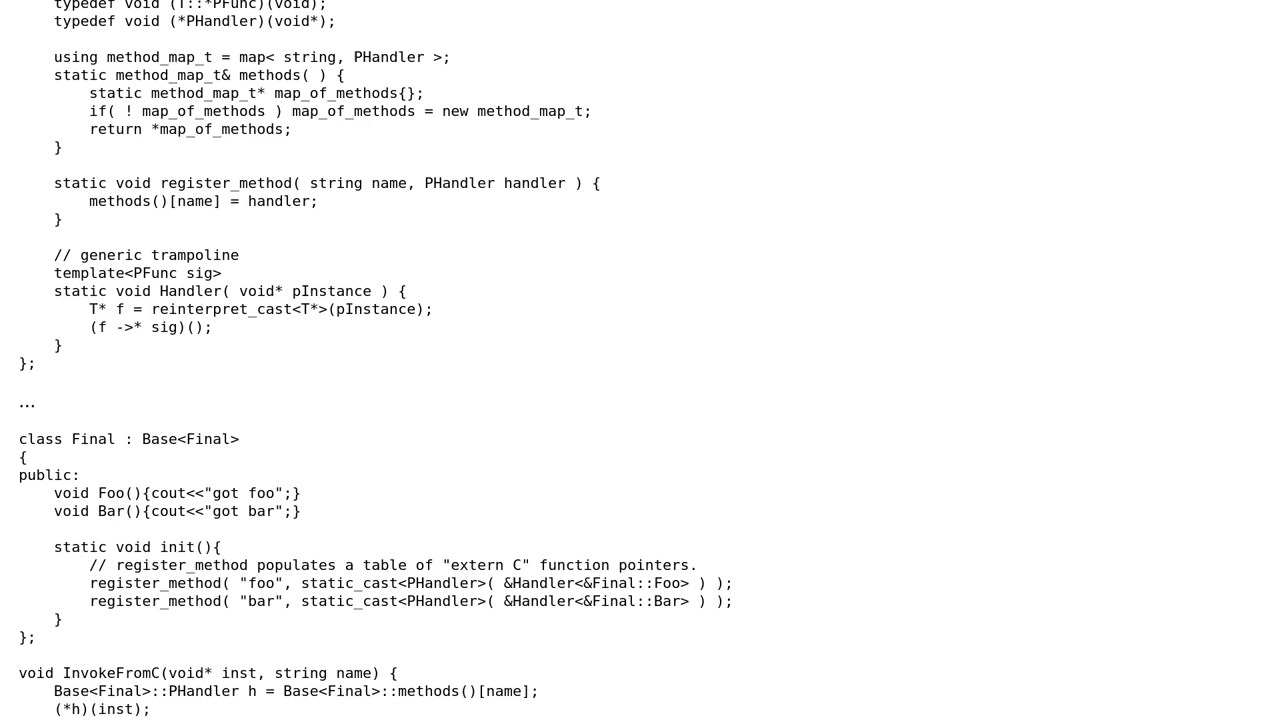 typedef void (T::*PFunc)(void);
    typedef void (*PHandler)(void*);

    using method_map_t = map< string, PHandler >;
    static method_map_t& methods( ) {
        static method_map_t* map_of_methods{};
        if( ! map_of_methods ) map_of_methods = new method_map_t;
        return *map_of_methods;
    }

    static void register_method( string name, PHandler handler ) {
        methods()[name] = handler;
    }

    // generic trampoline
    template<PFunc sig>
    static void Handler( void* pInstance ) {
        T* f = reinterpret_cast<T*>(pInstance);
        (f ->* sig)();
    }
};

...

class Final : Base<Final>
{
public:
    void Foo(){cout<<"got foo";}
    void Bar(){cout<<"got bar";}

    static void init(){
        // register_method populates a table of "extern C" function pointers.
        register_method( "foo", static_cast<PHandler>( &Handler<&Final::Foo> ) );
        register_method( "bar", static_cast<PHandler>( &Handler<&Final::Bar> ) );
    }
};

void InvokeFromC(void* inst, string name) {
    Base<Final>::PHandler h = Base<Final>::methods()[name];
    (*h)(inst);